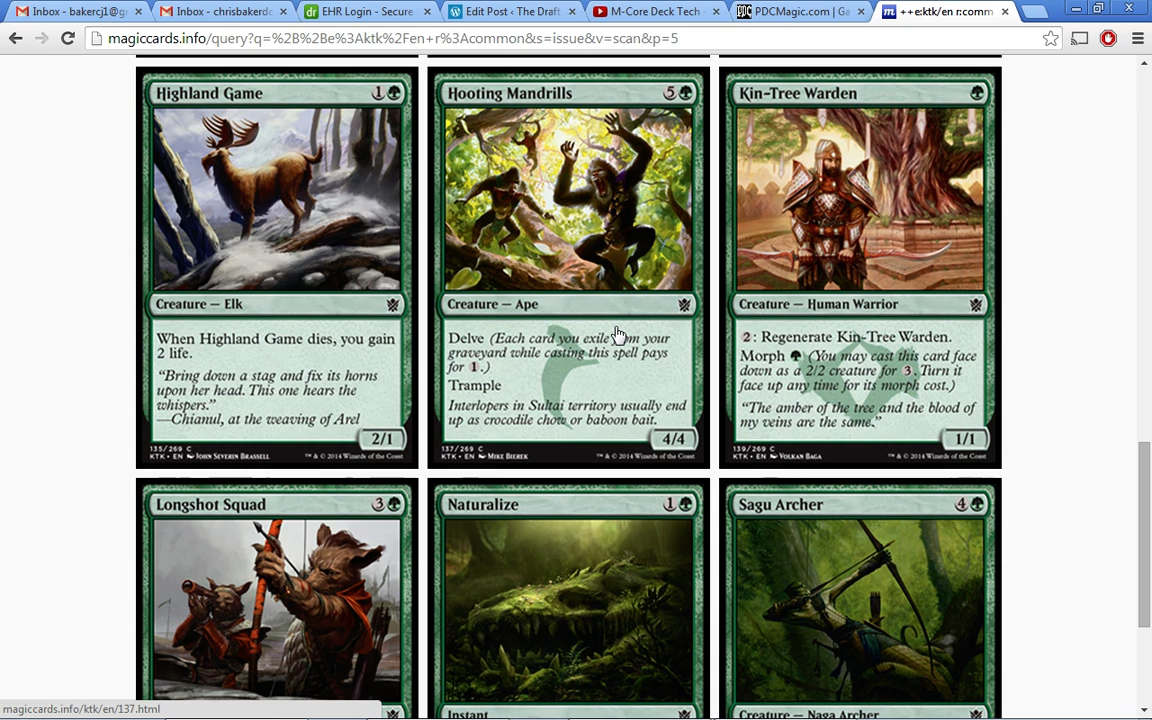 Inbox - bakercj1@g
Inbox - chrisbakerdc
EHR Login - Secure
Edit Post ‹ The Draft
M-Core Deck Tech -
PDCMagic.com | Ga
++e:ktk/en r:comm
magiccards.info/query?q=%2B%2Be%3Aktk%2Fen+r%3Acommon&s=issue&v=scan&p=5
Highland Game 1
Creature — Elk
When Highland Game dies, you gain
2 life.
“Bring down a stag and fix its horns
upon her head. This one hears the
whispers.”
—Chianul, at the weaving of Arel
2/1
135/269 C
KTK • EN JOHN SEVERIN BRASSELL
™ & © 2014 Wizards of the Coast
Hooting Mandrills 5
Creature — Ape
Delve (Each card you exile from your
graveyard while casting this spell pays
for 1.)
Trample
Interlopers in Sultai territory usually end
up as crocodile chow or baboon bait.
4/4
137/269 C
KTK • EN MIKE BIEREK
™ & © 2014 Wizards of the Coast
Kin-Tree Warden
Creature — Human Warrior
2: Regenerate Kin-Tree Warden.
Morph (You may cast this card face
down as a 2/2 creature for 3. Turn it
face up any time for its morph cost.)
“The amber of the tree and the blood of
my veins are the same.”
1/1
139/269 C
KTK • EN VOLKAN BAGA
™ & © 2014 Wizards of the Coast
Longshot Squad 3
Naturalize 1
Instant
Sagu Archer 4
Creature — Naga Archer
magiccards.info/ktk/en/137.html